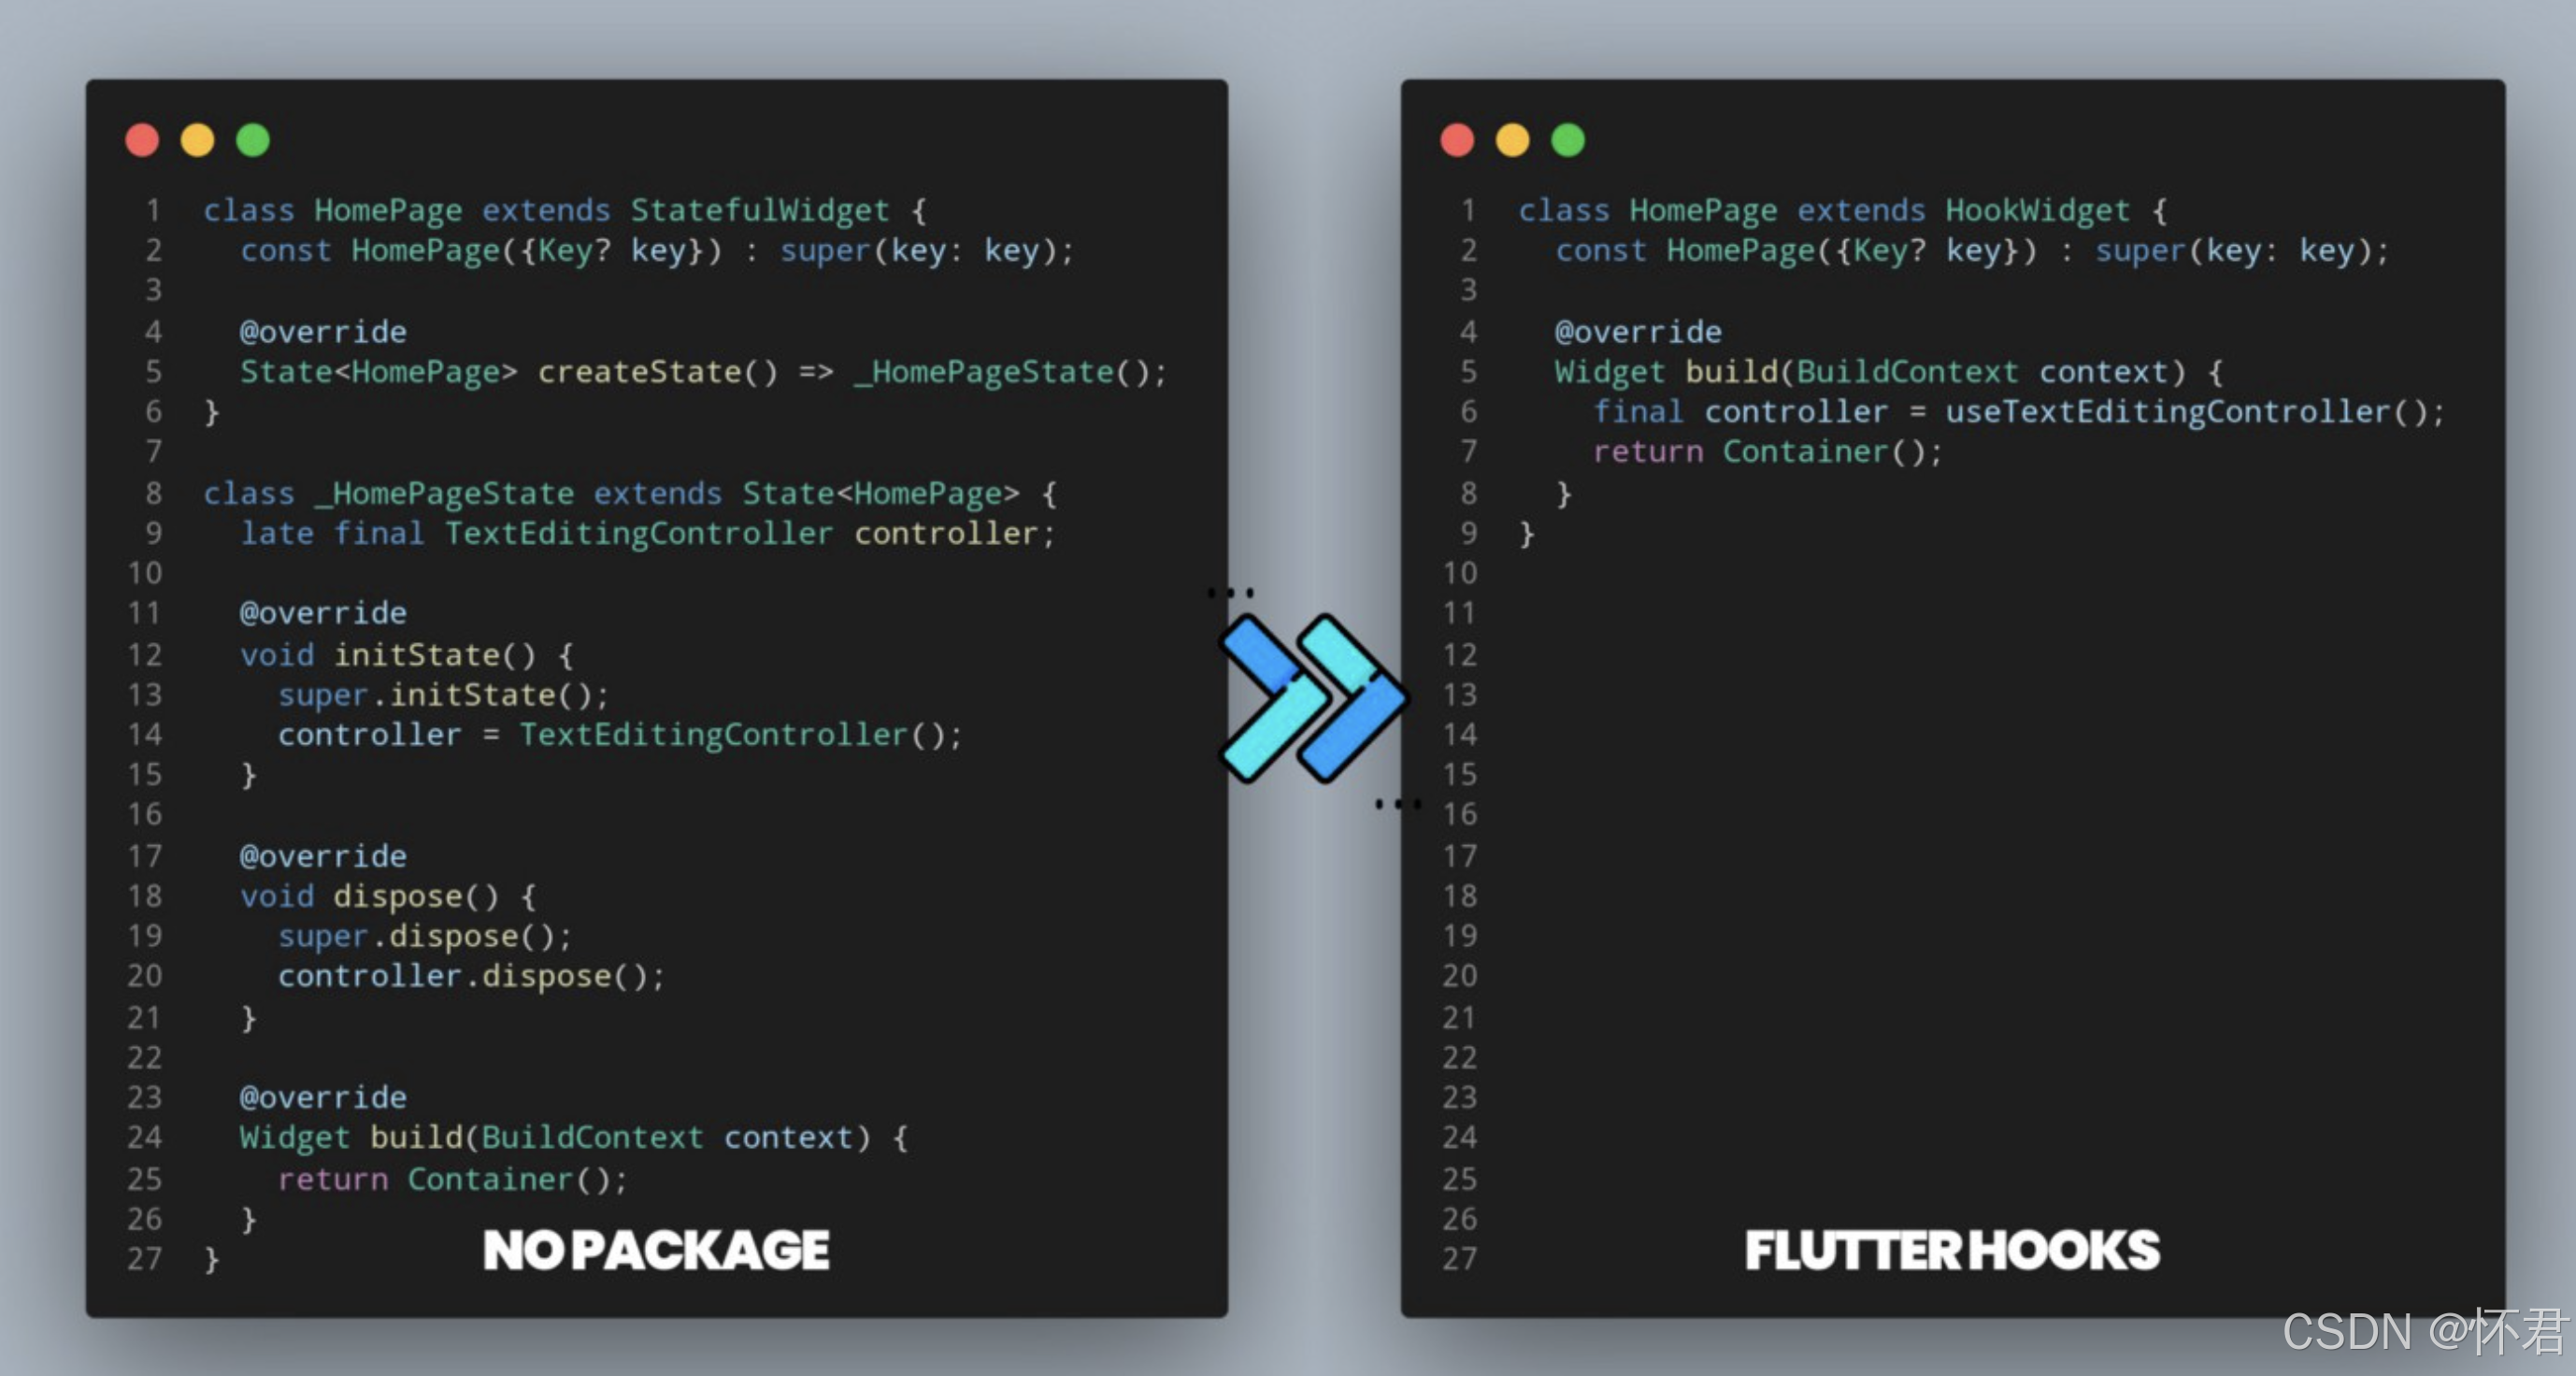 1 class HomePage extends StatefulWidget {
2   const HomePage({Key? key}) : super(key: key);
3
4   @override
5   State<HomePage> createState() => _HomePageState();
6 }
7
8 class _HomePageState extends State<HomePage> {
9   late final TextEditingController controller;
10
11   @override
12   void initState() {
13     super.initState();
14     controller = TextEditingController();
15   }
16
17   @override
18   void dispose() {
19     super.dispose();
20     controller.dispose();
21   }
22
23   @override
24   Widget build(BuildContext context) {
25     return Container();
26   }
27 }
NO PACKAGE
1 class HomePage extends HookWidget {
2   const HomePage({Key? key}) : super(key: key);
3
4   @override
5   Widget build(BuildContext context) {
6     final controller = useTextEditingController();
7     return Container();
8   }
9 }
10
11
12
13
14
15
16
17
18
19
20
21
22
23
24
25
26
27
FLUTTER HOOKS
CSDN @怀君